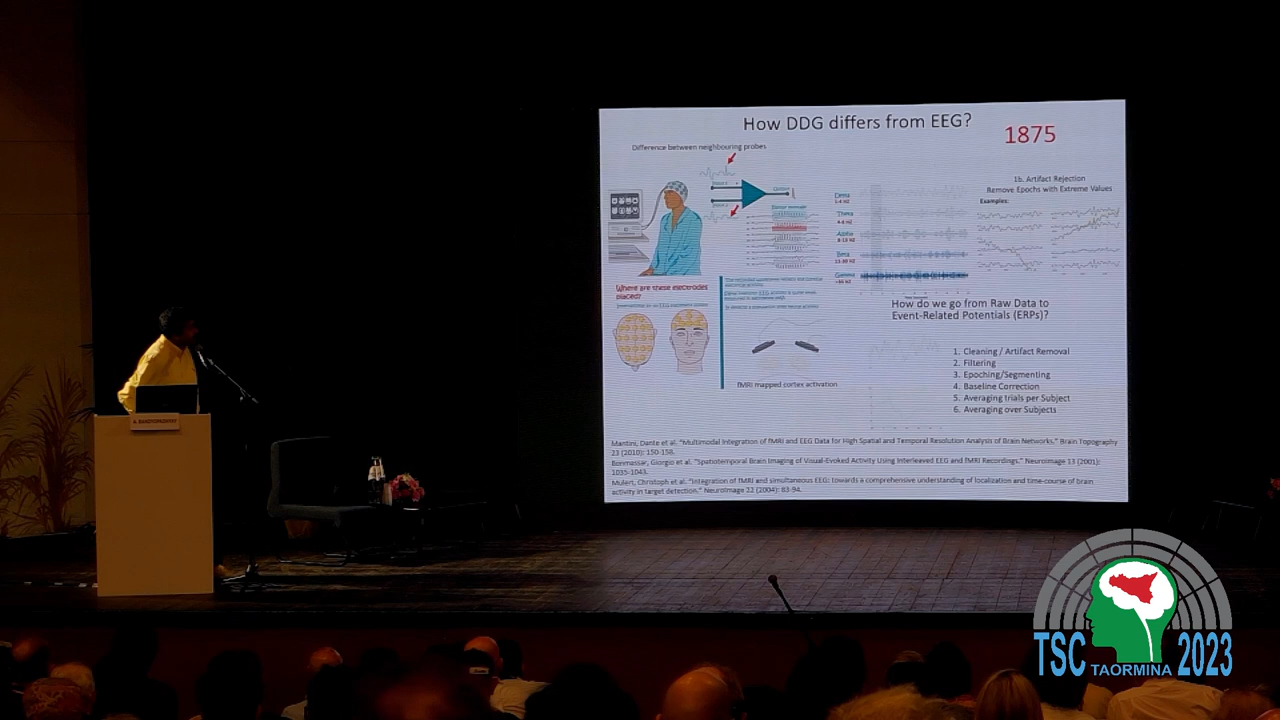 How DDG differs from EEG?
1875
Difference between neighbouring probes
1b. Artifact Rejection
Remove Epochs with Extreme Values
Examples:
Output
Theta
4-8 HZ
Alpha
8-13 HZ
Beta
13-30 HZ
Gamma
Where are these electrodes
placed?
How do we go from Raw Data to
Event-Related Potentials (ERPs)?
1. Cleaning / Artifact Removal
2. Filtering
3. Epoching/Segmenting
4. Baseline Correction
5. Averaging trials per Subject
6. Averaging over Subjects
fMRI mapped cortex activation
Mantini, Dante et al. "Multimodal Integration of fMRI and EEG Data for High Spatial and Temporal Resolution Analysis of Brain Networks." Brain Topography
23 (2010): 150-158.
Bonmassar, Giorgio et al. "Spatiotemporal Brain Imaging of Visual-Evoked Activity Using Interleaved EEG and fMRI Recordings." NeuroImage 13 (2001):
1035-1043.
Mulert, Christoph et al. "Integration of fMRI and simultaneous EEG: towards a comprehensive understanding of localization and time-course of brain
activity in target detection." NeuroImage 22 (2004): 83-94.
A. BANDYOPADHYAY
TSC TAORMINA 2023